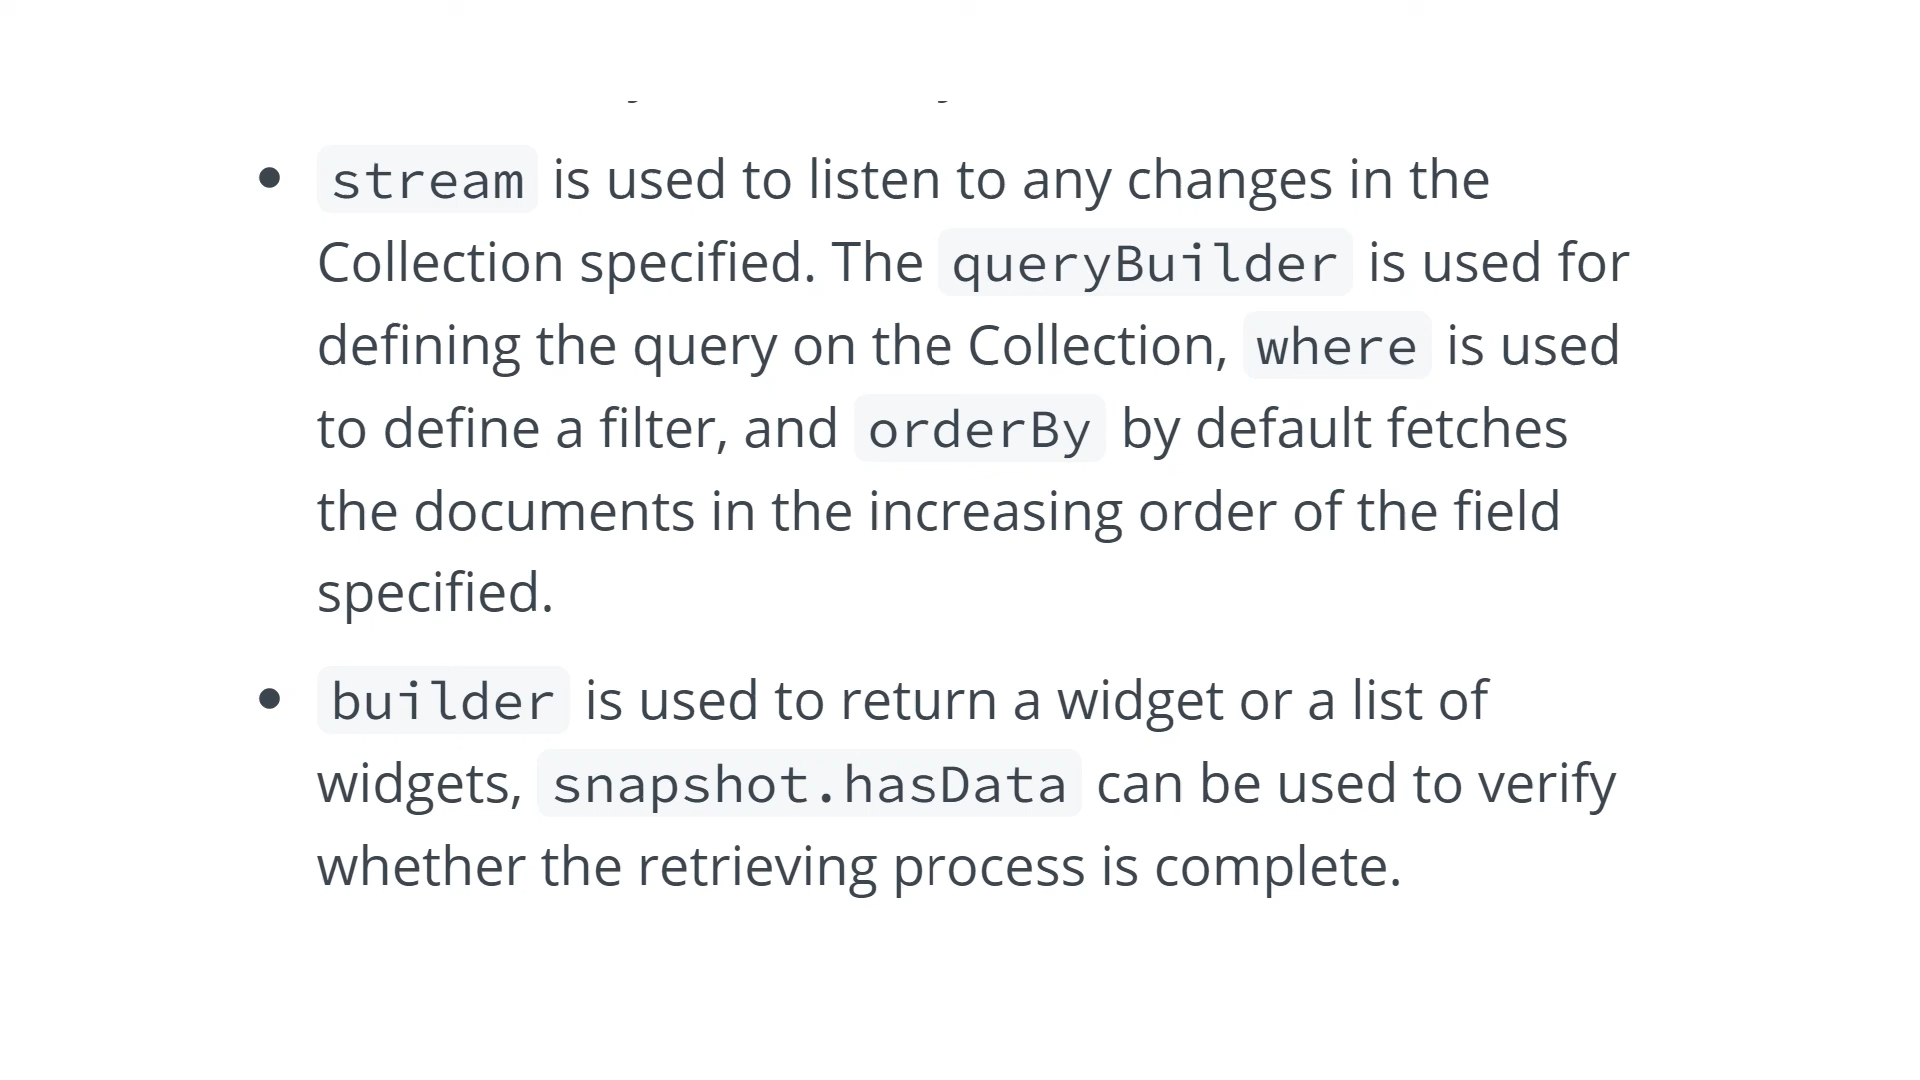 stream is used to listen to any changes in the
Collection specified. The queryBuilder is used for
defining the query on the Collection, where is used
to define a filter, and orderBy by default fetches
the documents in the increasing order of the field
specified.
builder is used to return a widget or a list of
widgets, snapshot.hasData can be used to verify
whether the retrieving process is complete.